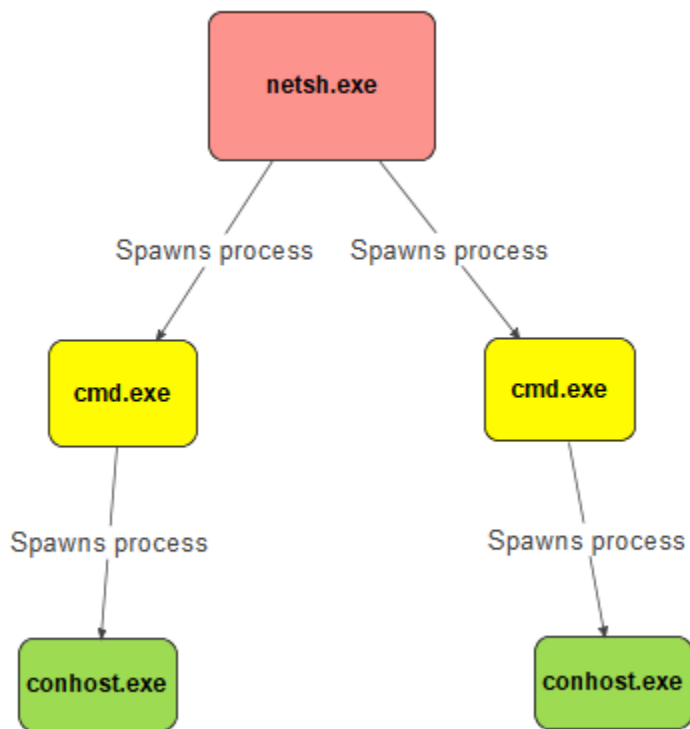 netsh.exe
Spawns process
Spawns process
cmd.exe
cmd.exe
Spawns process
Spawns process
conhost.exe
conhost.exe